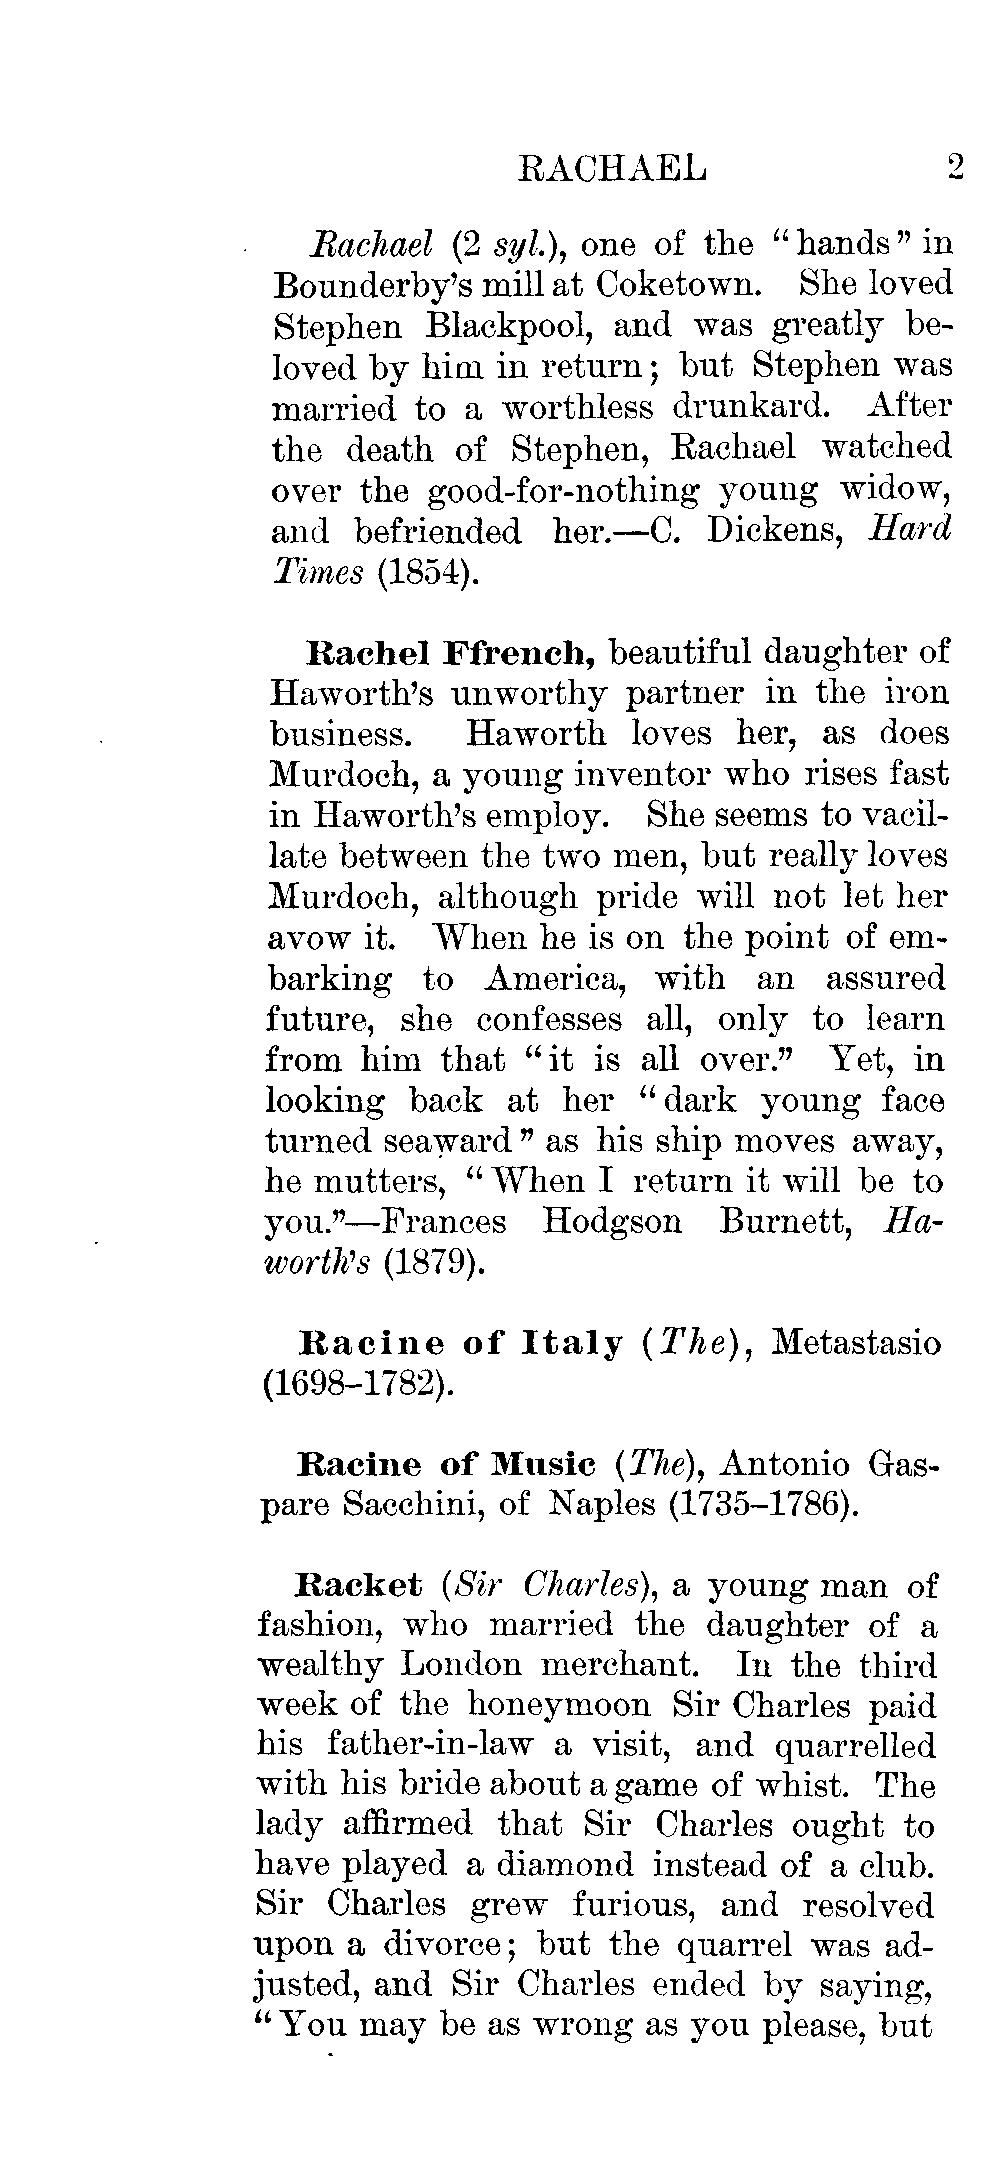 RACHAEL 2
Rachael (2 syl.), one of the “hands” in
Bounderby’s mill at Coketown. She loved
Stephen Blackpool, and was greatly be-
loved by him in return; but Stephen was
married to a worthless drunkard. After
the death of Stephen, Rachael watched
over the good-for-nothing young widow,
and befriended her.—C. Dickens, Hard
Times (1854).
Rachel Ffrench, beautiful daughter of
Haworth’s unworthy partner in the iron
business. Haworth loves her, as does
Murdoch, a young inventor who rises fast
in Haworth’s employ. She seems to vacil-
late between the two men, but really loves
Murdoch, although pride will not let her
avow it. When he is on the point of em-
barking to America, with an assured
future, she confesses all, only to learn
from him that “it is all over.” Yet, in
looking back at her “dark young face
turned seaward” as his ship moves away,
he mutters, “When I return it will be to
you.”—Frances Hodgson Burnett, Ha-
worth’s (1879).
Racine of Italy (The), Metastasio
(1698–1782).
Racine of Music (The), Antonio Gas-
pare Sacchini, of Naples (1735–1786).
Racket (Sir Charles), a young man of
fashion, who married the daughter of a
wealthy London merchant. In the third
week of the honeymoon Sir Charles paid
his father-in-law a visit, and quarrelled
with his bride about a game of whist. The
lady affirmed that Sir Charles ought to
have played a diamond instead of a club.
Sir Charles grew furious, and resolved
upon a divorce; but the quarrel was ad-
justed, and Sir Charles ended by saying,
“You may be as wrong as you please, but